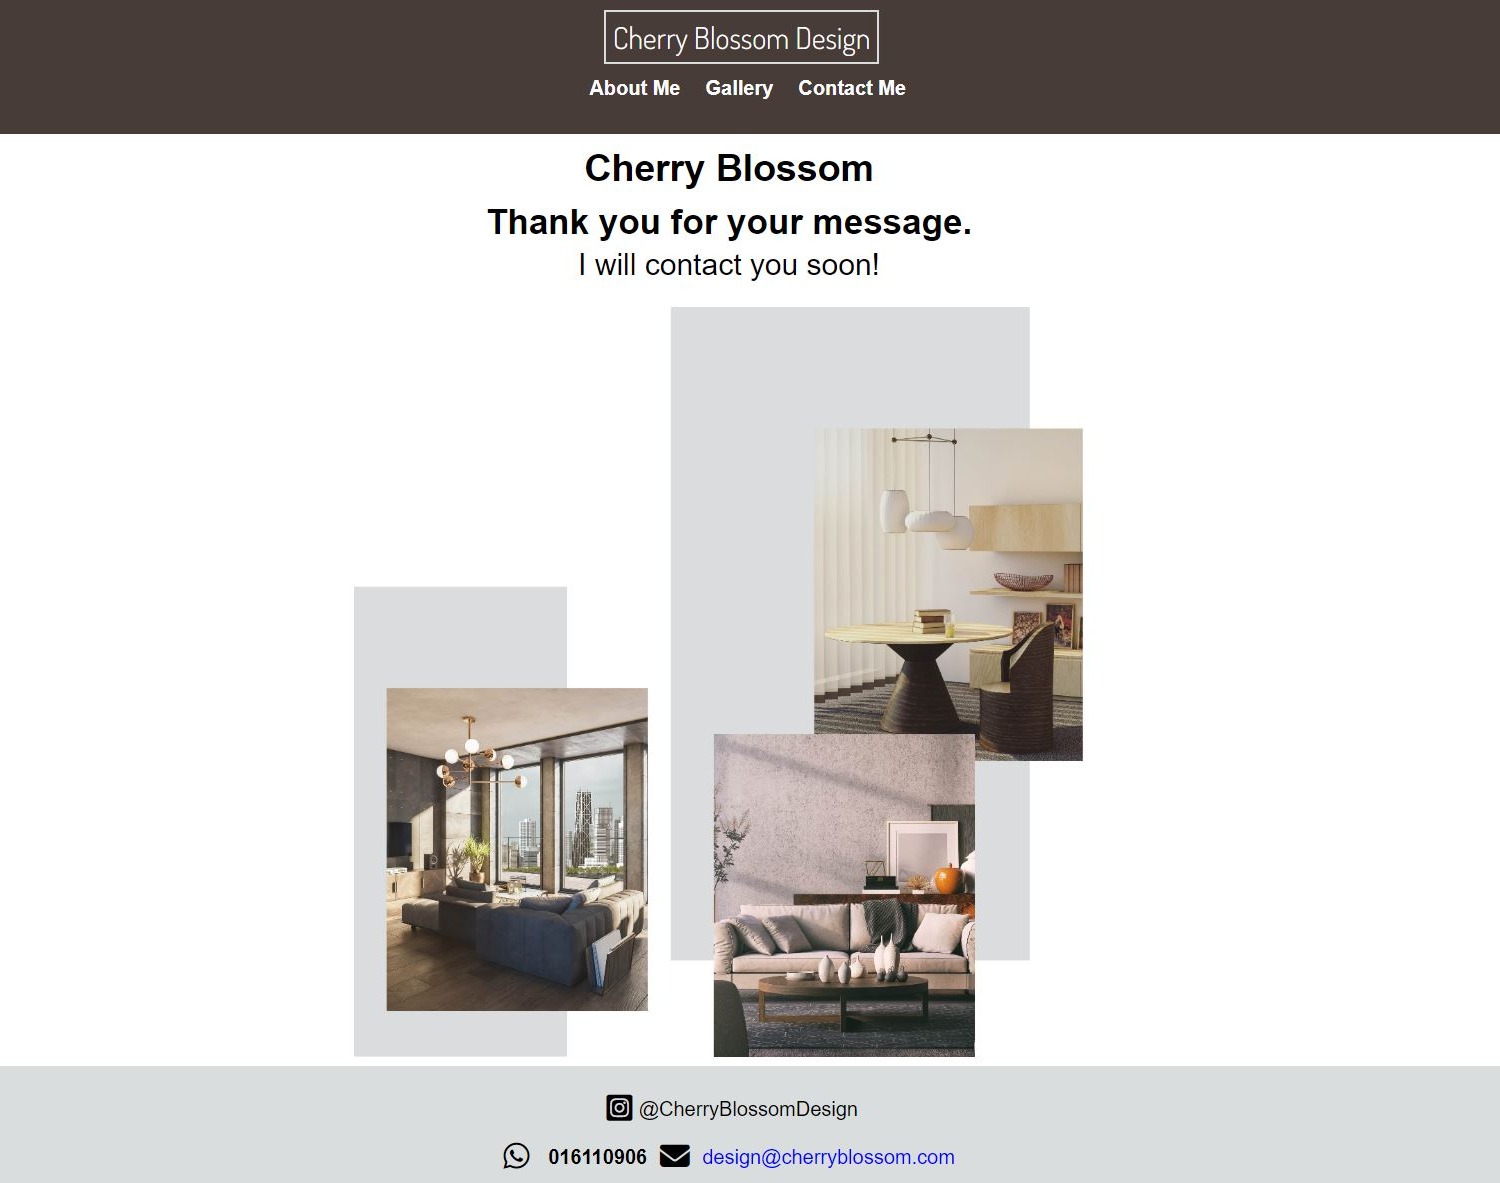 Cherry Blossom Design
About Me Gallery Contact Me
Cherry Blossom
Thank you for your message.
I will contact you soon!
@CherryBlossomDesign
016110906 design@cherryblossom.com